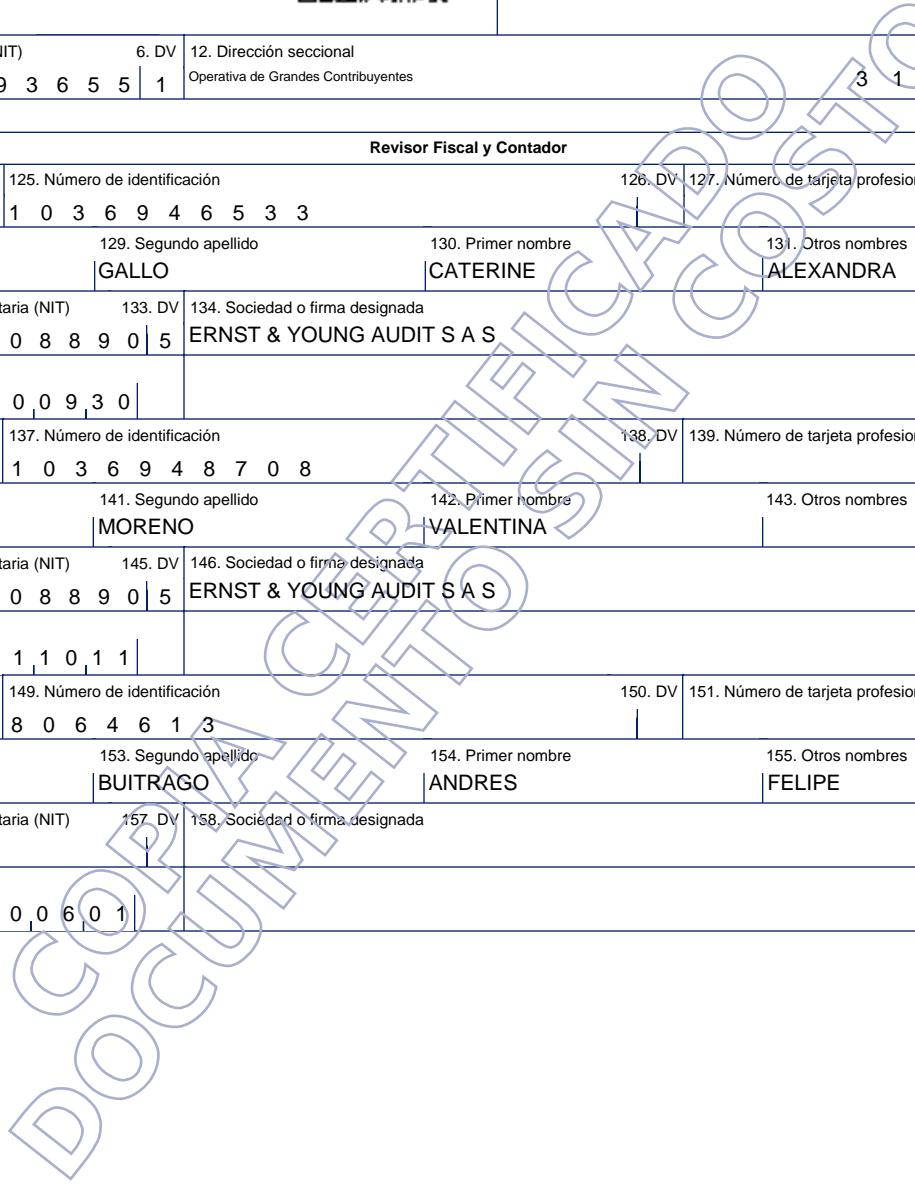 NIT) 6. DV 12. Dirección seccional
9 3 6 5 5 1 Operativa de Grandes Contribuyentes 3 1
Revisor Fiscal y Contador
125. Número de identificación 126. DV 127. Número de tarjeta profesion
1 0 3 6 9 4 6 5 3 3
129. Segundo apellido 130. Primer nombre 131. Otros nombres
GALLO CATERINE ALEXANDRA
taria (NIT) 133. DV 134. Sociedad o firma designada
0 8 8 9 0 5 ERNST & YOUNG AUDIT S A S
0 0 9 3 0
137. Número de identificación 138. DV 139. Número de tarjeta profesion
1 0 3 6 9 4 8 7 0 8
141. Segundo apellido 142. Primer nombre 143. Otros nombres
MORENO VALENTINA
taria (NIT) 145. DV 146. Sociedad o firma designada
0 8 8 9 0 5 ERNST & YOUNG AUDIT S A S
1 1 0 1 1
149. Número de identificación 150. DV 151. Número de tarjeta profesion
8 0 6 4 6 1 3
153. Segundo apellido 154. Primer nombre 155. Otros nombres
BUITRAGO ANDRES FELIPE
taria (NIT) 157. DV 158. Sociedad o firma designada
0 0 6 0 1
COPIA CERTIFICADO
DOCUMENTO SIN COSTO